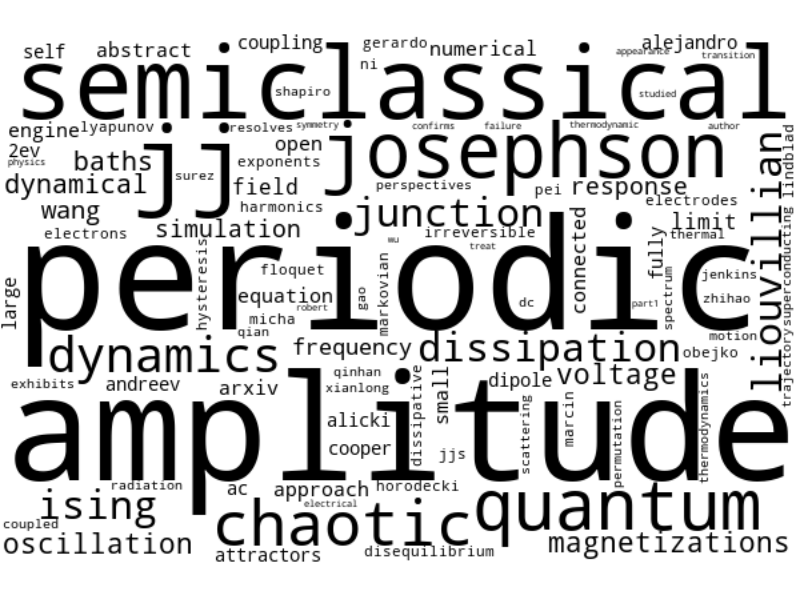 self abstract coupling gerardo numerical alejandro
appearance transition
ni
semiclassical
shapiro studied
engine lyapunov resolves symmetry confirms failure thermodynamic author
2ev
physics
baths jj open josephson
exponents
dynamical surez field perspectives pei response
wang harmonics junction electrodes
electrons simulation irreversible limit
thermal
wu treat
periodic
large hysteresis floquet
equation robert gao markovian dc connected part1 fully spectrum jenkins
zhihao
micha
qian motion
liouvillian superconducting lindblad
trajectory
dynamics frequency dissipation obejko
exhibits andreev arxiv qinhan
xianlong small dipole voltage
amplitude
alicki dissipative scattering marcin permutation thermodynamics
cooper jjs
radiation ac approach horodecki
electrical
ising chaotic quantum
coupled
oscillation attractors disequilibrium magnetizations